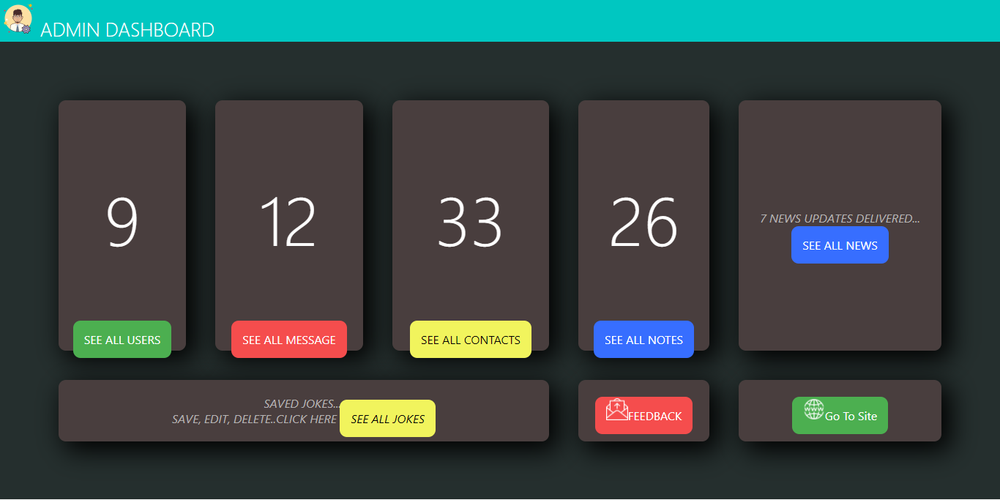 ADMIN DASHBOARD
9
12
33
26
7 NEWS UPDATES DELIVERED...
SEE ALL NEWS
SEE ALL USERS
SEE ALL MESSAGE
SEE ALL CONTACTS
SEE ALL NOTES
SAVED JOKES...
SAVE, EDIT, DELETE..CLICK HERE SEE ALL JOKES
FEEDBACK
WWW Go To Site